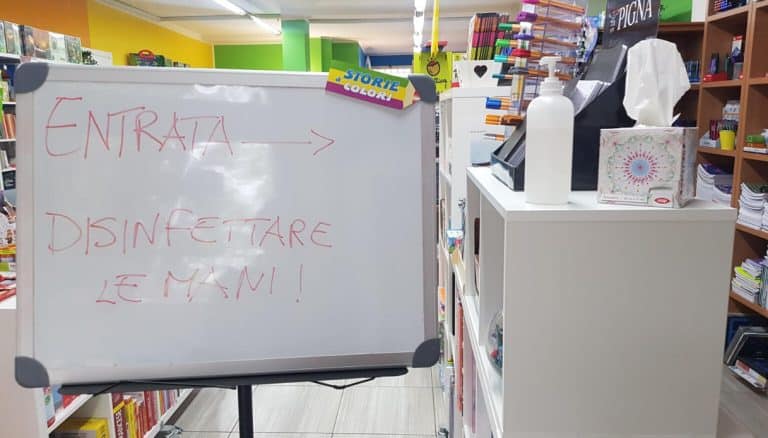 PIGNA
STORIE
a COLORI
ENTRATA →
DISINFETTARE
LE MANI !